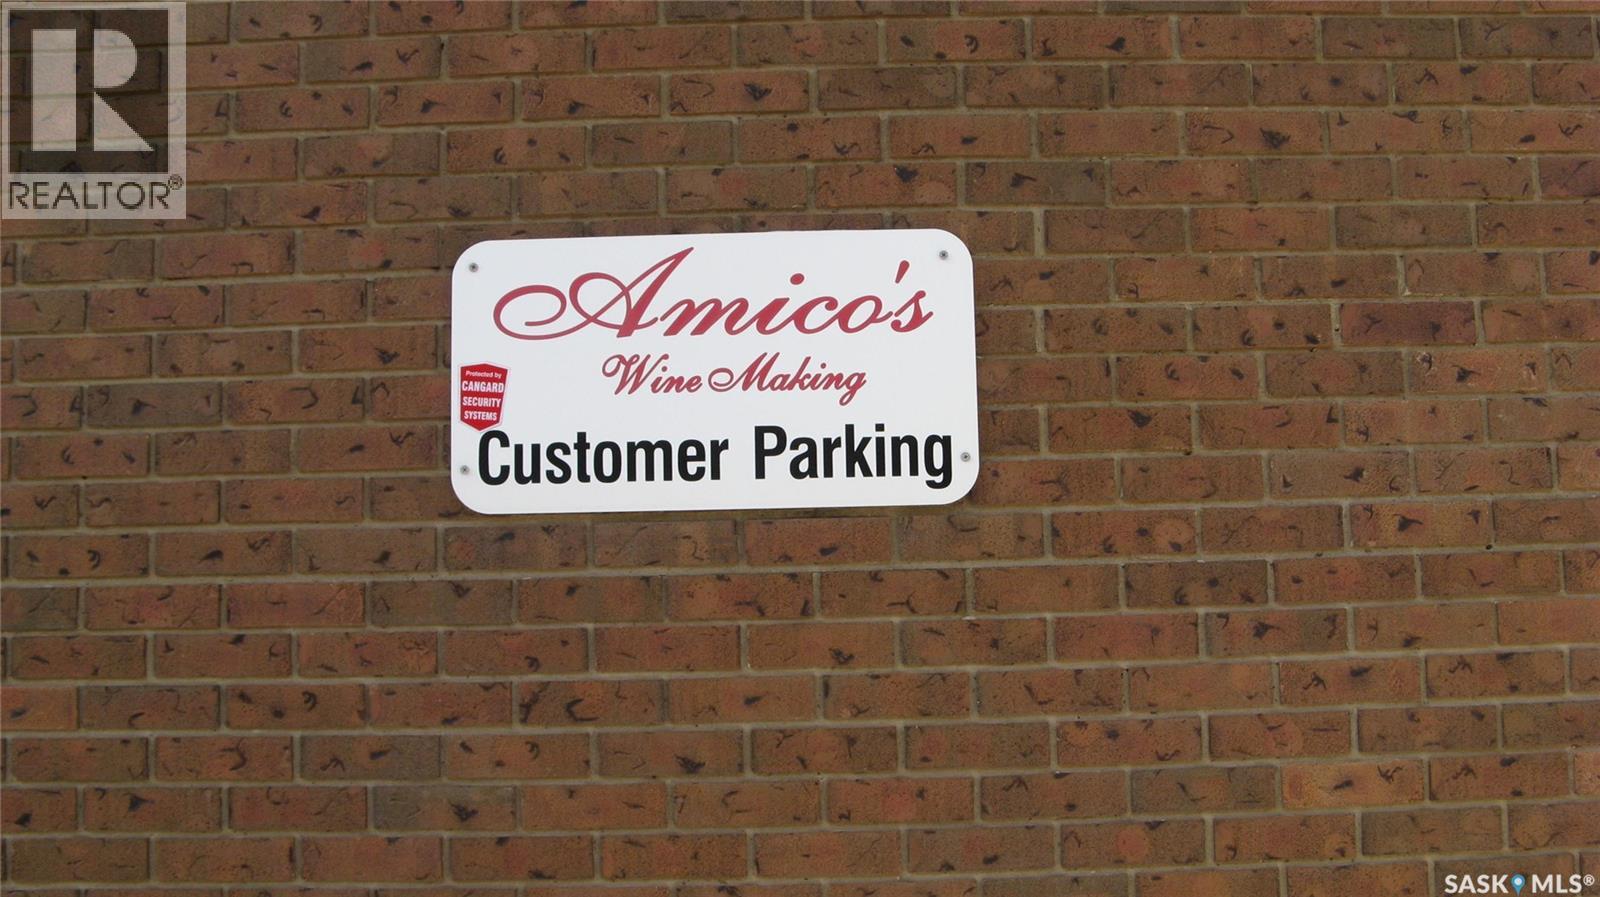 REALTOR®
Amico's
Wine Making
Protected by
CANGARD
SECURITY
SYSTEMS
Customer Parking
SASK MLS®